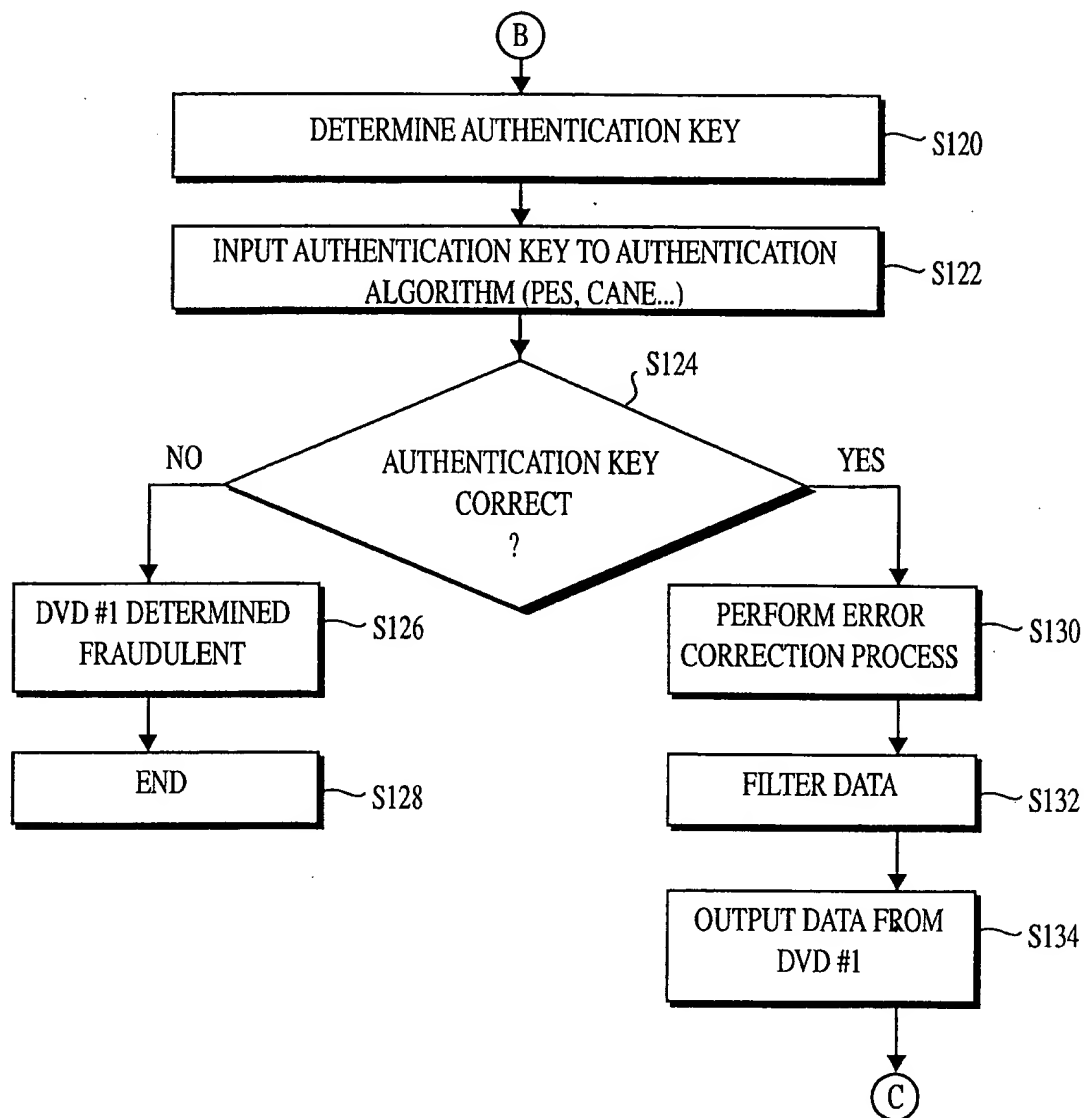 B
DETERMINE AUTHENTICATION KEY
S120
INPUT AUTHENTICATION KEY TO AUTHENTICATION
ALGORITHM (PES, CANE...)
S122
S124
AUTHENTICATION KEY
CORRECT
?
NO
YES
DVD #1 DETERMINED
FRAUDULENT
S126
END
S128
PERFORM ERROR
CORRECTION PROCESS
S130
FILTER DATA
S132
OUTPUT DATA FROM
DVD #1
S134
C